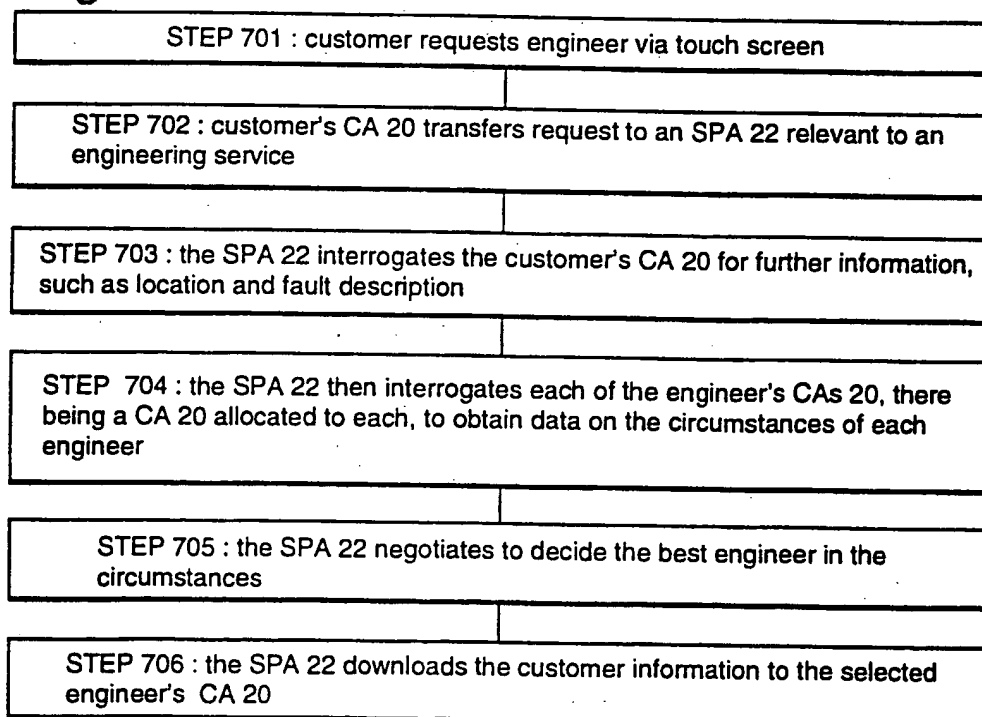 STEP 701 : customer requests engineer via touch screen
STEP 702 : customer's CA 20 transfers request to an SPA 22 relevant to an
engineering service
STEP 703 : the SPA 22 interrogates the customer's CA 20 for further information,
such as location and fault description
STEP 704 : the SPA 22 then interrogates each of the engineer's CAs 20, there
being a CA 20 allocated to each, to obtain data on the circumstances of each
engineer
STEP 705 : the SPA 22 negotiates to decide the best engineer in the
circumstances
STEP 706 : the SPA 22 downloads the customer information to the selected
engineer's CA 20